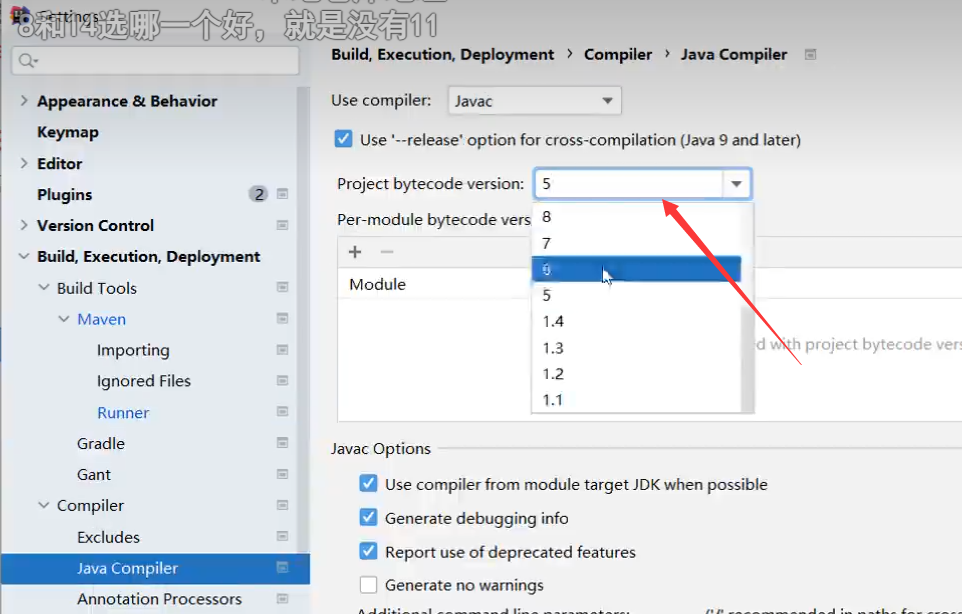 Settings
8和14选哪一个好，就是没有11
Build, Execution, Deployment › Compiler › Java Compiler
Appearance & Behavior
Keymap
Editor
Plugins 2
Version Control
Build, Execution, Deployment
Build Tools
Maven
Importing
Ignored Files
Runner
Gradle
Gant
Compiler
Excludes
Java Compiler
Annotation Processors
Use compiler: Javac
Use '--release' option for cross-compilation (Java 9 and later)
Project bytecode version: 5
Per-module bytecode vers
8
7
6
5
1.4
1.3
1.2
1.1
Module
d with project bytecode vers
Javac Options
Use compiler from module target JDK when possible
Generate debugging info
Report use of deprecated features
Generate no warnings
Additional command line parameters: ('/' recommended in paths for cross